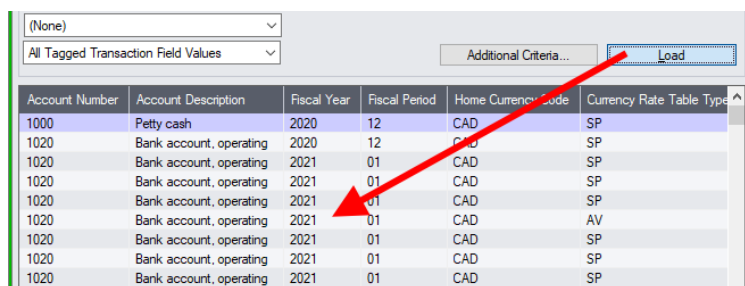 (None)
All Tagged Transaction Field Values Additional Criteria... Load
Account Number Account Description Fiscal Year Fiscal Period Home Currency Code Currency Rate Table Type
1000 Petty cash 2020 12 CAD SP
1020 Bank account, operating 2020 12 CAD SP
1020 Bank account, operating 2021 01 CAD SP
1020 Bank account, operating 2021 01 CAD SP
1020 Bank account, operating 2021 01 CAD SP
1020 Bank account, operating 2021 01 CAD AV
1020 Bank account, operating 2021 01 CAD SP
1020 Bank account, operating 2021 01 CAD SP
1020 Bank account, operating 2021 01 CAD SP